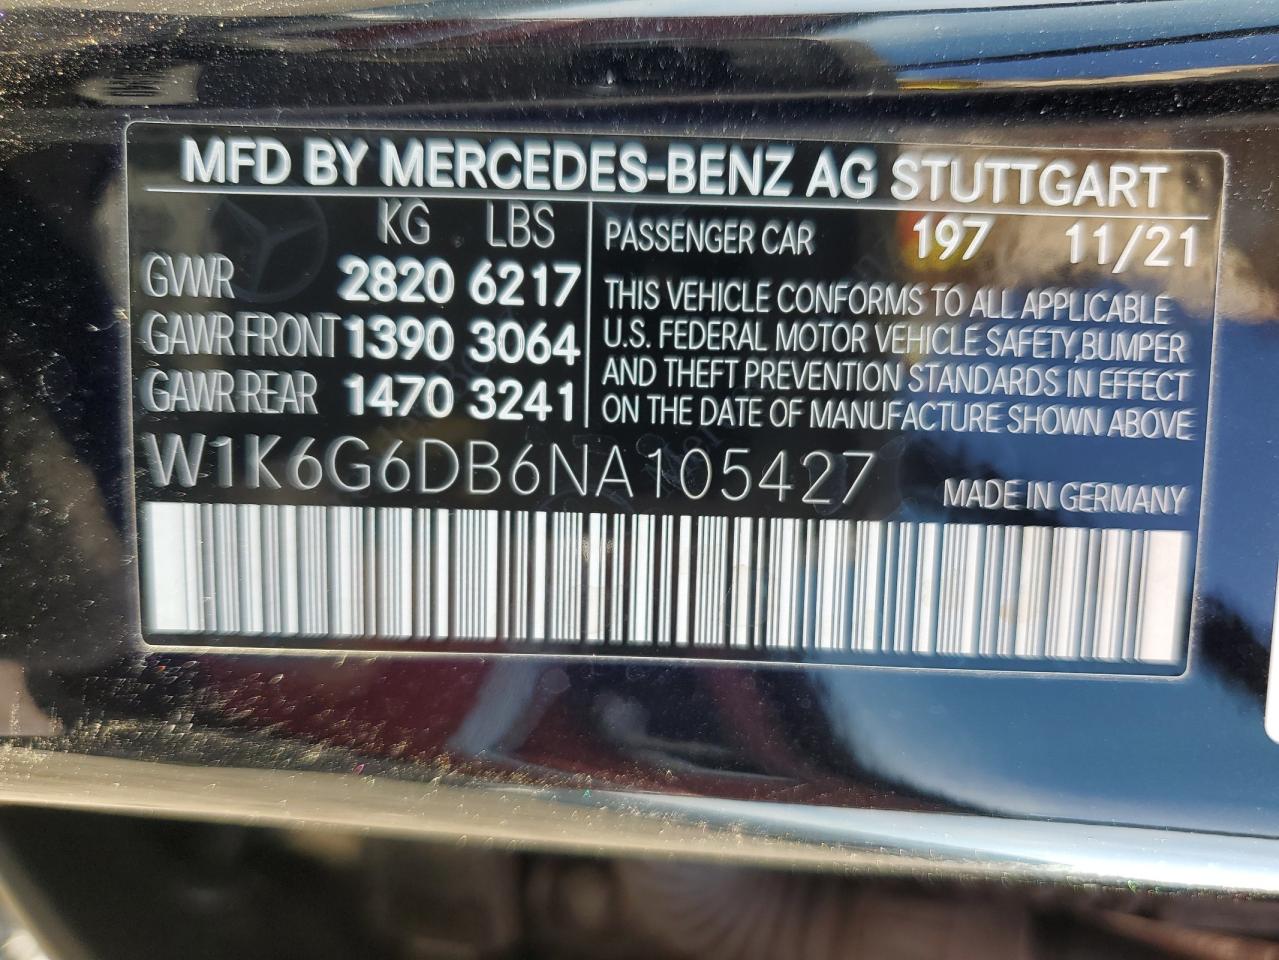 MFD BY MERCEDES-BENZ AG STUTTGART
KG LBS
GVWR 2820 6217
GAWR FRONT 1390 3064
GAWR REAR 1470 3241
PASSENGER CAR 197 11/21
THIS VEHICLE CONFORMS TO ALL APPLICABLE
U.S. FEDERAL MOTOR VEHICLE SAFETY,BUMPER
AND THEFT PREVENTION STANDARDS IN EFFECT
ON THE DATE OF MANUFACTURE SHOWN ABOVE
W1K6G6DB6NA105427
MADE IN GERMANY